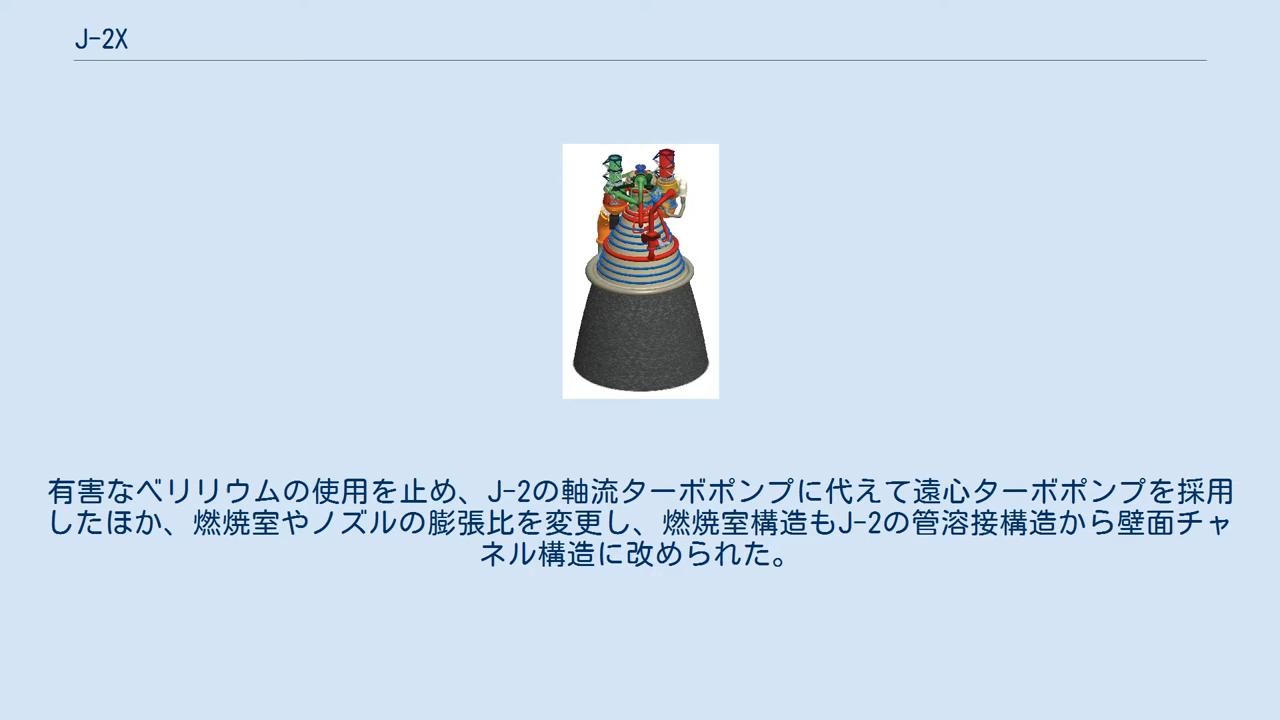 J-2X
有害なベリリウムの使用を止め、J-2の軸流ターボポンプに代えて遠心ターボポンプを採用
したほか、燃焼室やノズルの膨張比を変更し、燃焼室構造もJ-2の管溶接構造から壁面チャ
ネル構造に改められた。